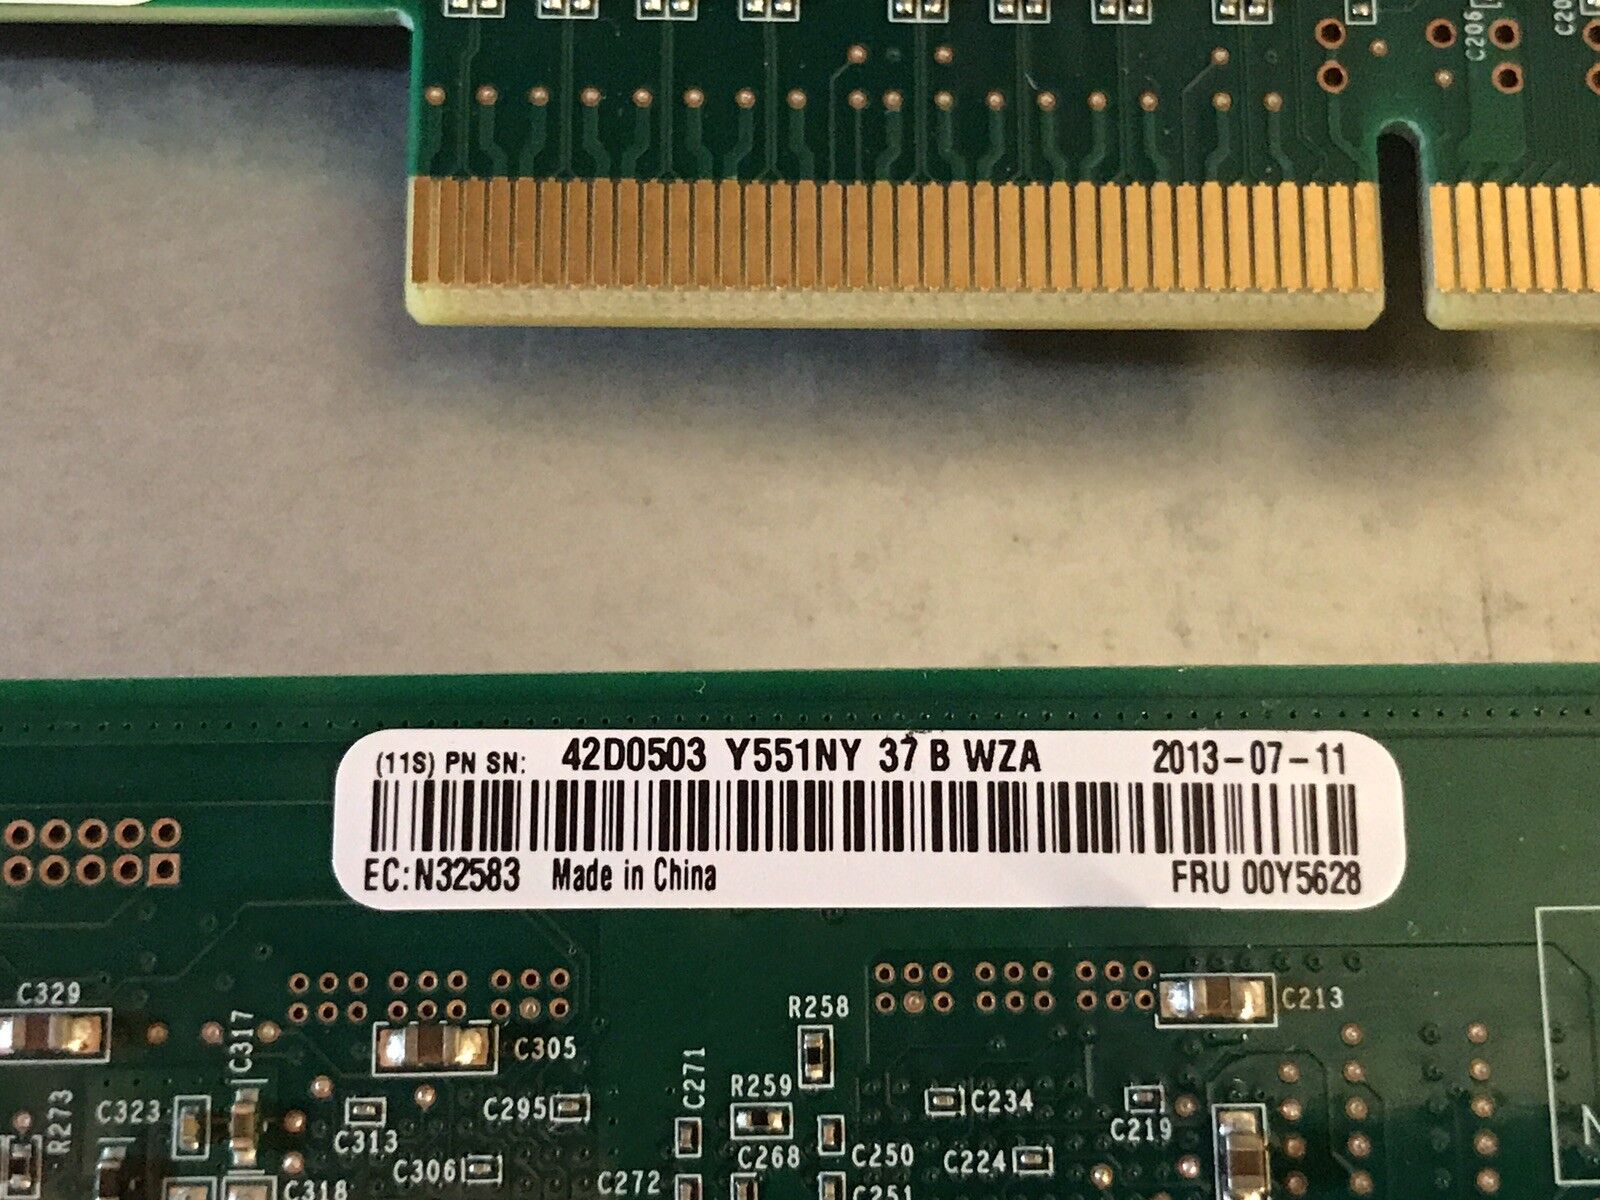 C206
(11S) PN SN: 42D0503 Y551NY 37 B WZA 2013-07-11
EC:N32583 Made in China FRU 00Y5628
C329
C317
C305
R258
C213
R273
C323
C313
C295
C306
C318
C271
R259
C268
C272
C250
C251
C234
C224
C219